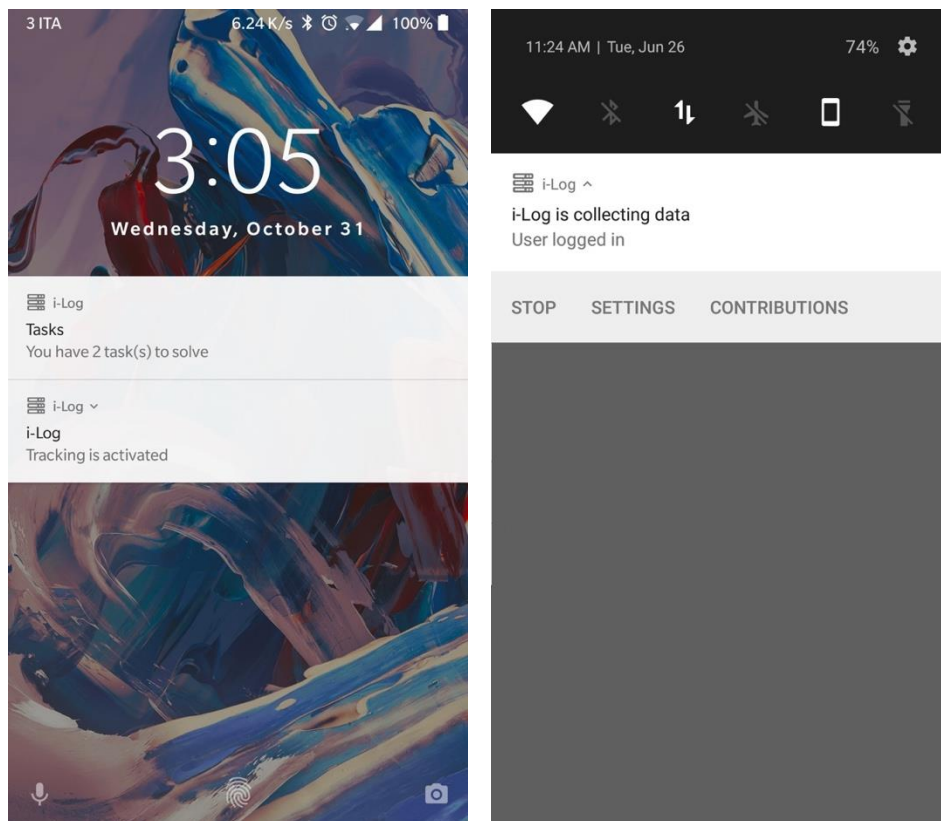 3 ITA 6.24 K/s 100%
3:05
Wednesday, October 31
i-Log
Tasks
You have 2 task(s) to solve
i-Log
i-Log
Tracking is activated
11:24 AM | Tue, Jun 26 74%
i-Log
i-Log is collecting data
User logged in
STOP SETTINGS CONTRIBUTIONS